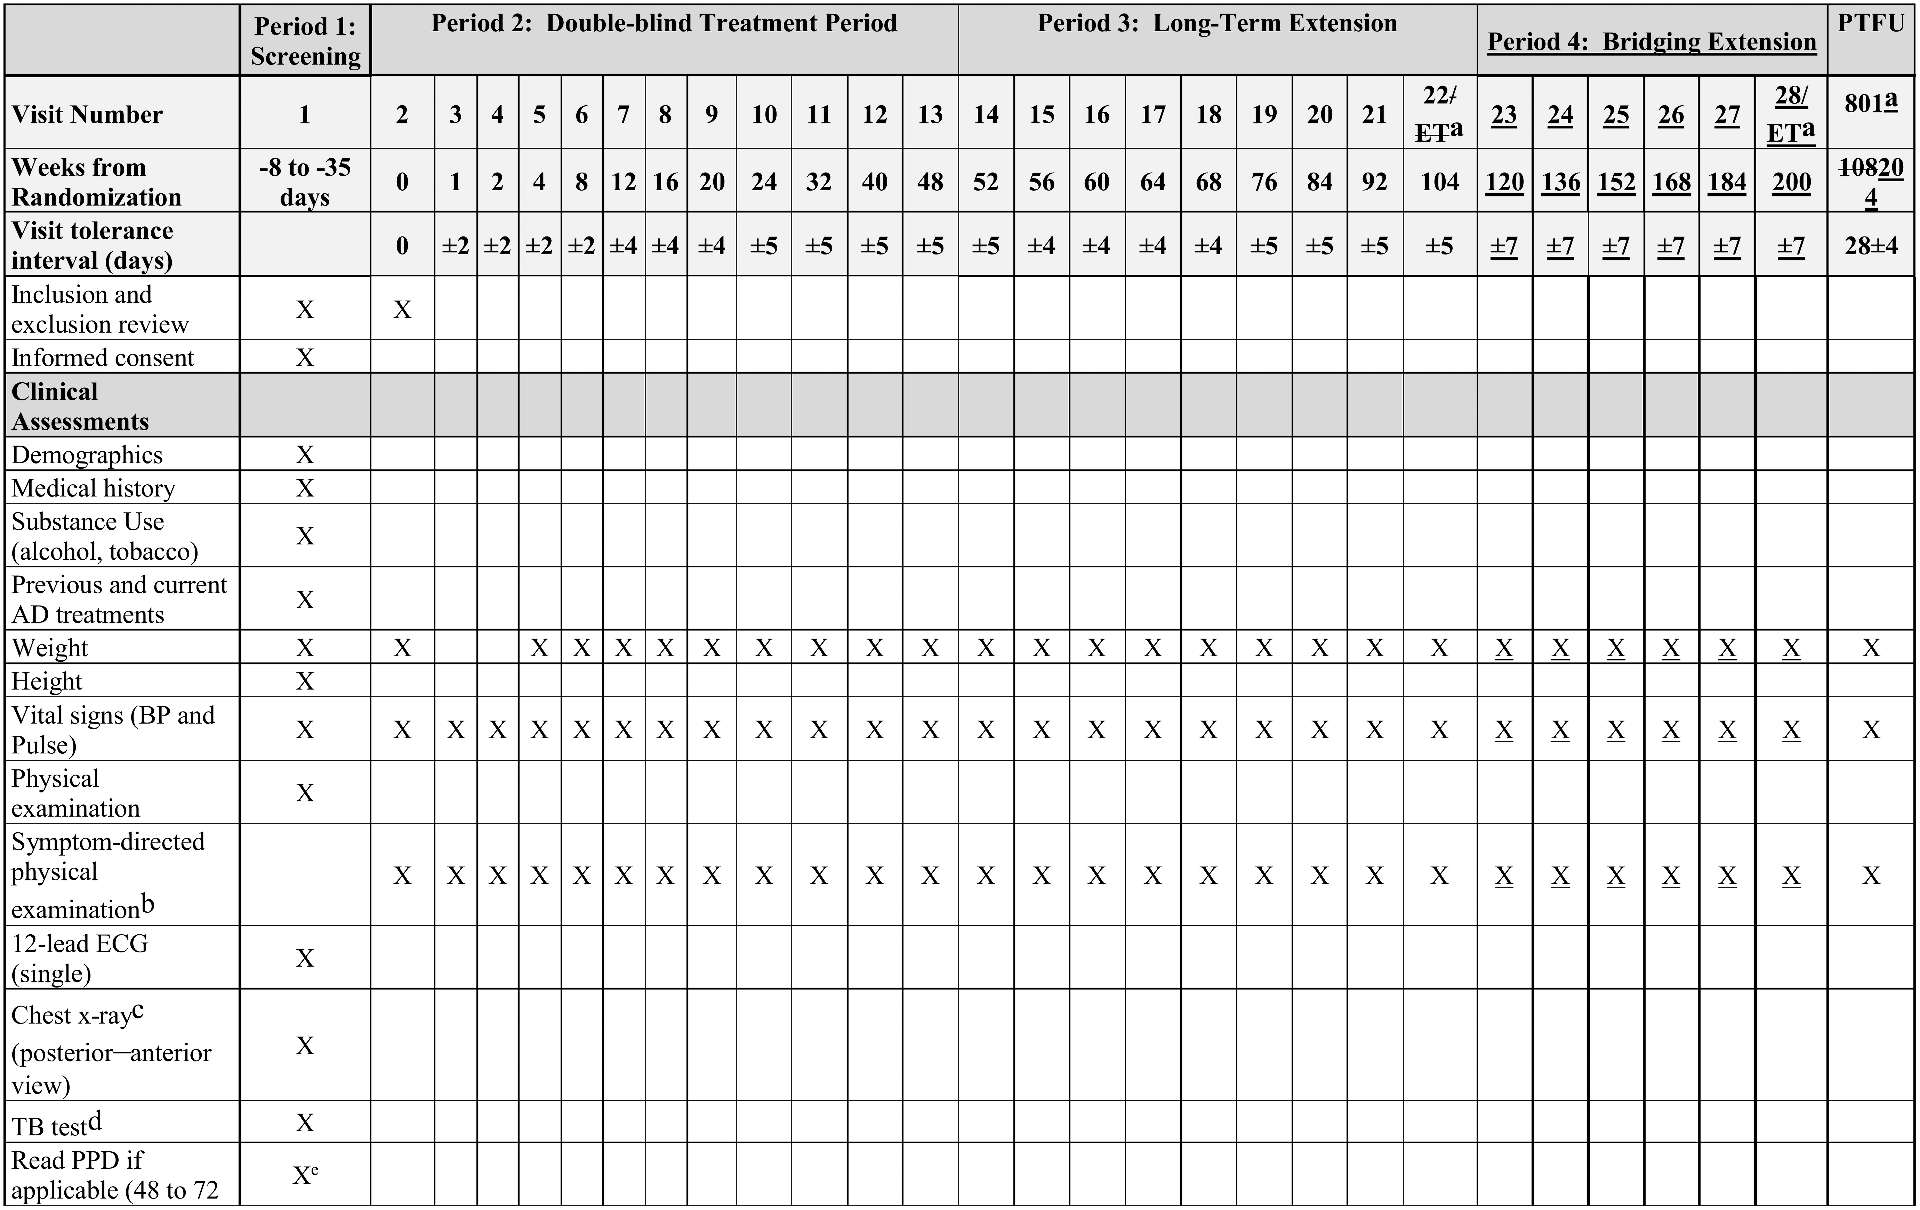 Period 1: Period 2: Double-blind Treatment Period Period 3: Long-Term Extension Period 4: Bridging Extension PTFU
Screening
Visit Number 1 2 3 4 5 6 7 8 9 10 11 12 13 14 15 16 17 18 19 20 21 22/ 23 24 25 26 27 28/ 801a
ETa ETa
Weeks from -8 to -35 0 1 2 4 8 12 16 20 24 32 40 48 52 56 60 64 68 76 84 92 104 120 136 152 168 184 200 10820
Randomization days 4
Visit tolerance 0 ±2 ±2 ±2 ±2 ±4 ±4 ±4 ±5 ±5 ±5 ±5 ±5 ±4 ±4 ±4 ±4 ±5 ±5 ±5 ±5 ±7 ±7 ±7 ±7 ±7 ±7 28±4
interval (days)
Inclusion and X X
exclusion review
Informed consent X
Clinical
Assessments
Demographics X
Medical history X
Substance Use X
(alcohol, tobacco)
Previous and current X
AD treatments
Weight X X X X X X X X X X X X X X X X X X X X X X X X X X X X
Height X
Vital signs (BP and X X X X X X X X X X X X X X X X X X X X X X X X X X X X X
Pulse)
Physical X
examination
Symptom-directed
physical X X X X X X X X X X X X X X X X X X X X X X X X X X X X
examinationb
12-lead ECG X
(single)
Chest x-rayc X
(posterior–anterior
view)
TB testd X
Read PPD if Xe
applicable (48 to 72